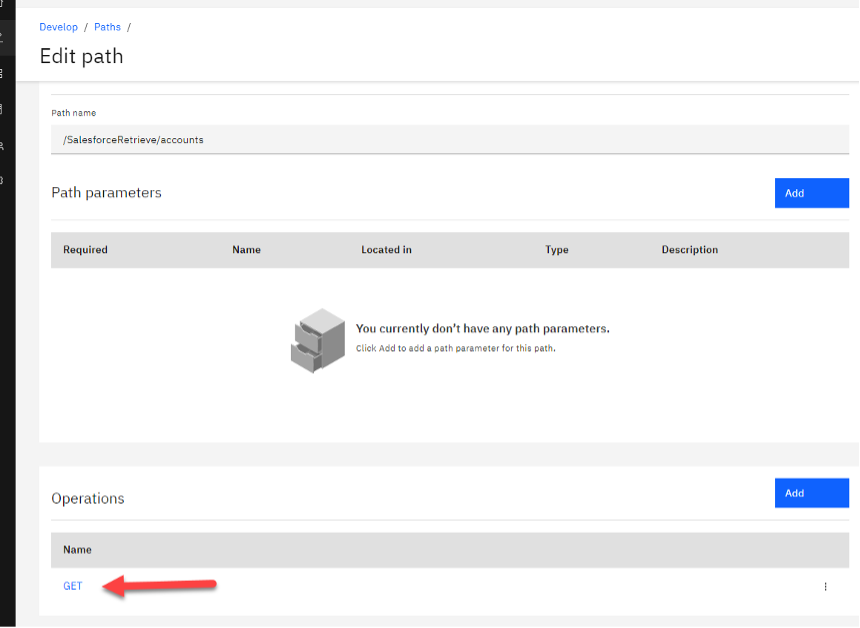 Develop / Paths /
Edit path
Path name
/SalesforceRetrieve/accounts
Path parameters
Add
Required Name Located in Type Description
You currently don't have any path parameters.
Click Add to add a path parameter for this path.
Operations
Add
Name
GET